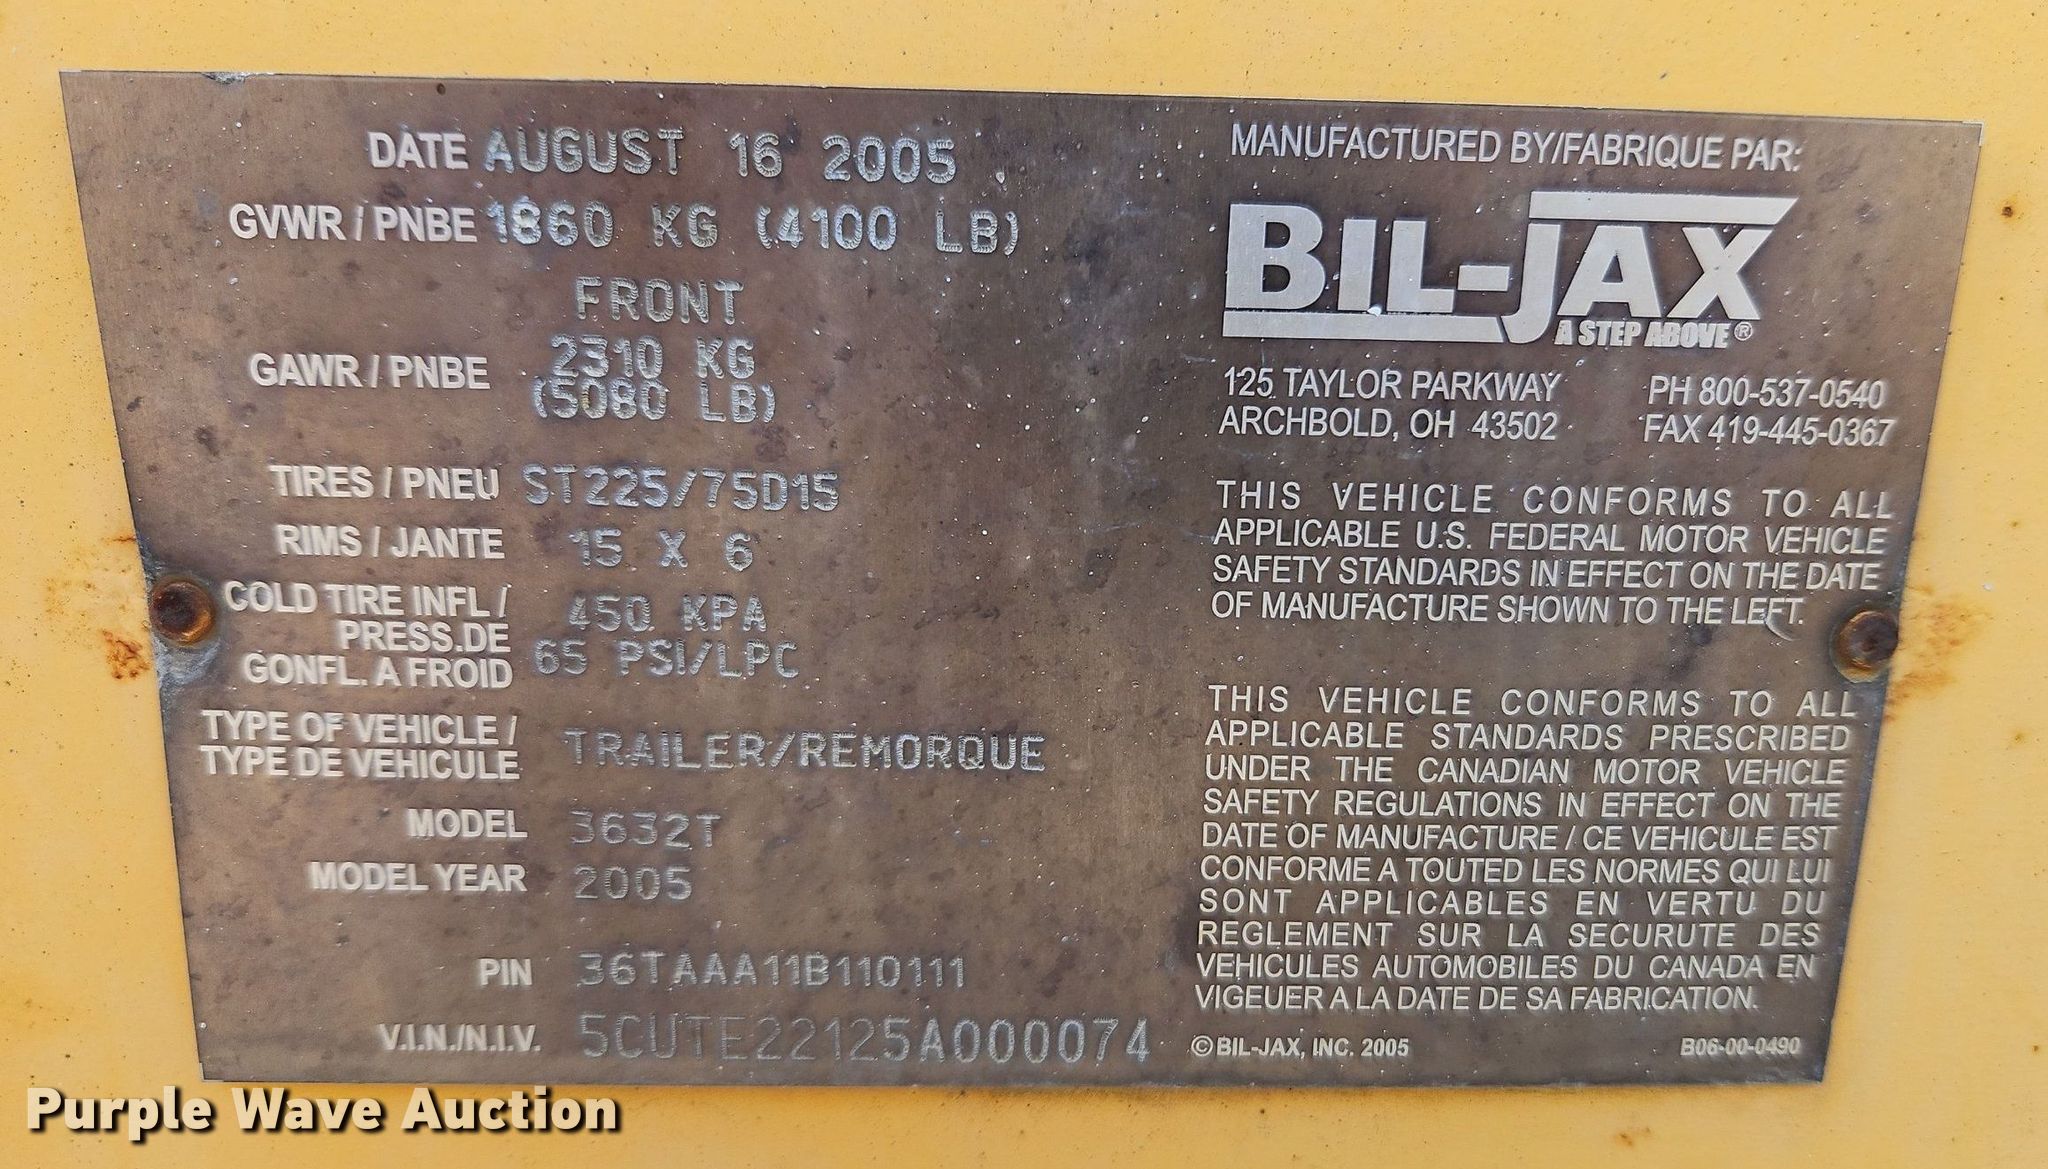 DATE AUGUST 16 2005
GVWR / PNBE 1860 KG (4100 LB)
FRONT
GAWR / PNBE 2310 KG
(5080 LB)
TIRES / PNEU ST225/75D15
RIMS / JANTE 15 X 6
COLD TIRE INFL / 450 KPA
PRESS.DE 65 PSI/LPC
GONFL. A FROID
TYPE OF VEHICLE /
TYPE DE VEHICULE TRAILER/REMORQUE
MODEL 3632T
MODEL YEAR 2005
PIN 36TAAA11B110111
V.I.N./N.I.V. 5CUTE22125A000074
MANUFACTURED BY/FABRIQUE PAR:
BIL-JAX
A STEP ABOVE®
125 TAYLOR PARKWAY PH 800-537-0540
ARCHBOLD, OH 43502 FAX 419-445-0367
THIS VEHICLE CONFORMS TO ALL
APPLICABLE U.S. FEDERAL MOTOR VEHICLE
SAFETY STANDARDS IN EFFECT ON THE DATE
OF MANUFACTURE SHOWN TO THE LEFT.
THIS VEHICLE CONFORMS TO ALL
APPLICABLE STANDARDS PRESCRIBED
UNDER THE CANADIAN MOTOR VEHICLE
SAFETY REGULATIONS IN EFFECT ON THE
DATE OF MANUFACTURE / CE VEHICULE EST
CONFORME A TOUTED LES NORMES QUI LUI
SONT APPLICABLES EN VERTU DU
REGLEMENT SUR LA SECURUTE DES
VEHICULES AUTOMOBILES DU CANADA EN
VIGEUER A LA DATE DE SA FABRICATION.
© BIL-JAX, INC. 2005 B06-00-0490
Purple Wave Auction